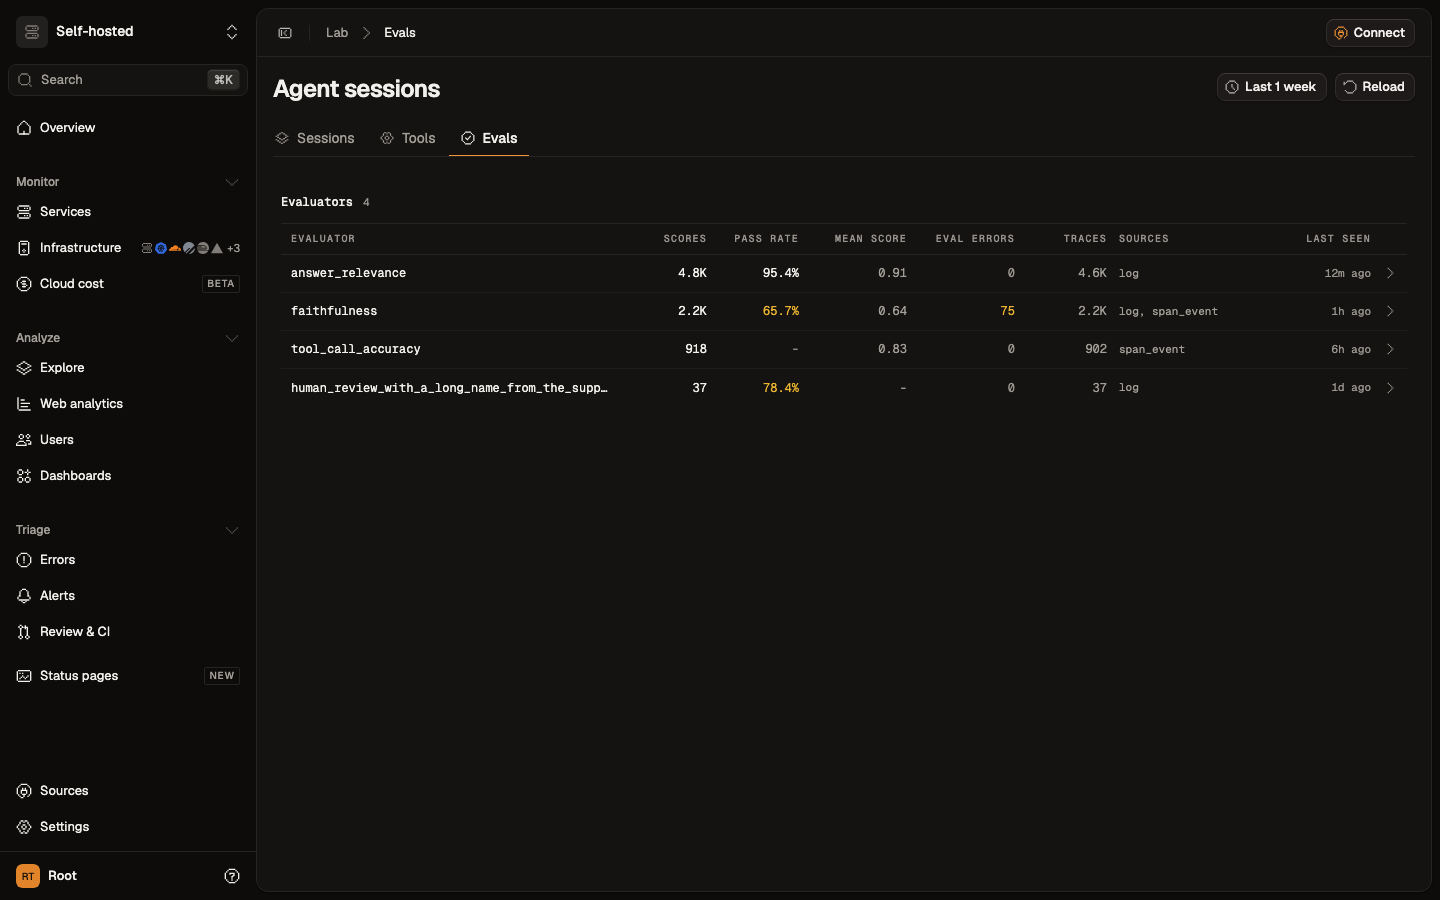 Self-hosted
Search ⌘K
Overview
Monitor
Services
Infrastructure +3
Cloud cost BETA
Analyze
Explore
Web analytics
Users
Dashboards
Triage
Errors
Alerts
Review & CI
Status pages NEW
Sources
Settings
RT Root
Lab Evals Connect
Agent sessions Last 1 week Reload
Sessions Tools Evals
Evaluators 4
EVALUATOR SCORES PASS RATE MEAN SCORE EVAL ERRORS TRACES SOURCES LAST SEEN
answer_relevance 4.8K 95.4% 0.91 0 4.6K log 12m ago
faithfulness 2.2K 65.7% 0.64 75 2.2K log, span_event 1h ago
tool_call_accuracy 918 - 0.83 0 902 span_event 6h ago
human_review_with_a_long_name_from_the_supp… 37 78.4% - 0 37 log 1d ago